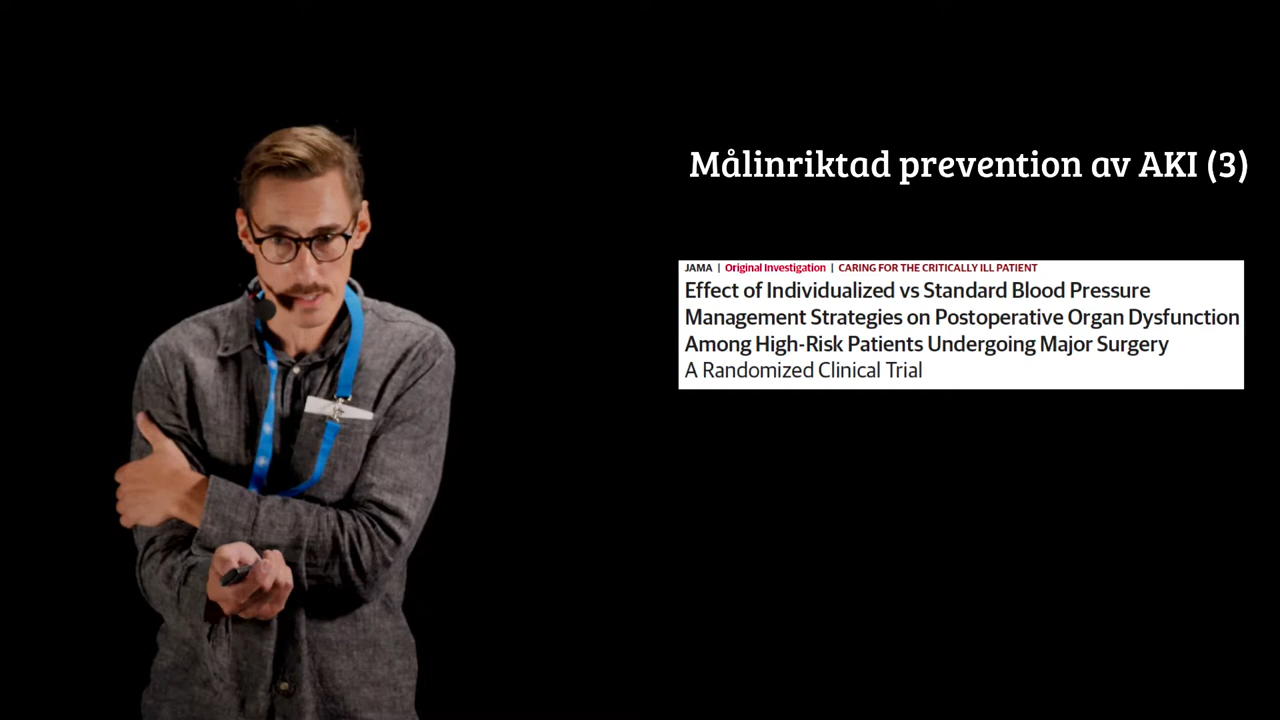 Målinriktad prevention av AKI (3)
JAMA | Original Investigation | CARING FOR THE CRITICALLY ILL PATIENT
Effect of Individualized vs Standard Blood Pressure
Management Strategies on Postoperative Organ Dysfunction
Among High-Risk Patients Undergoing Major Surgery
A Randomized Clinical Trial